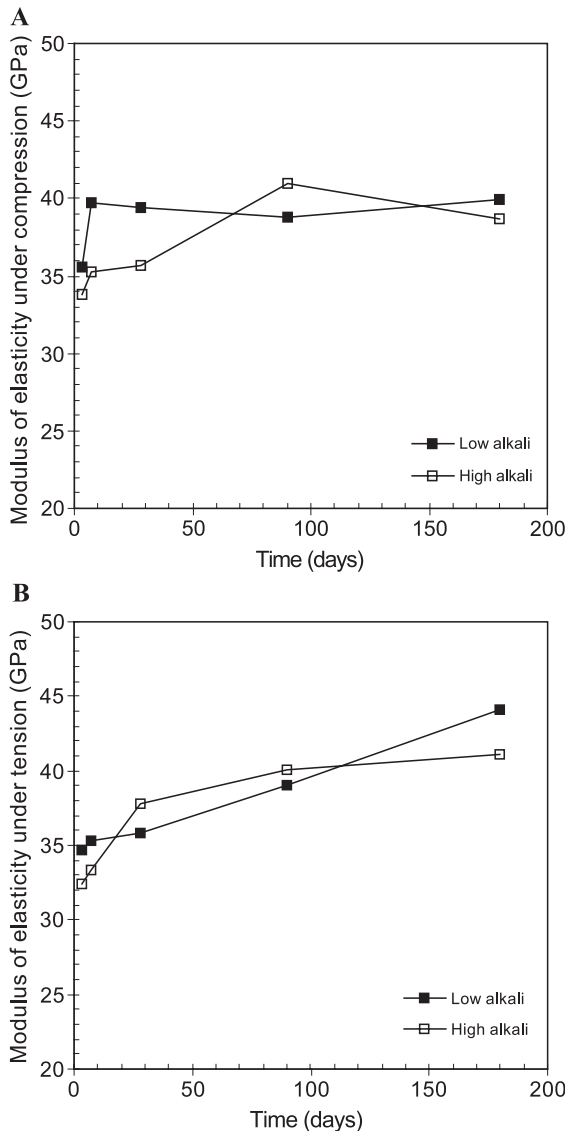 A
Modulus of elasticity under compression (GPa)
50
45
40
35
30
25
20
Low alkali
High alkali
0 50 100 150 200
Time (days)
B
Modulus of elasticity under tension (GPa)
50
45
40
35
30
25
20
Low alkali
High alkali
0 50 100 150 200
Time (days)